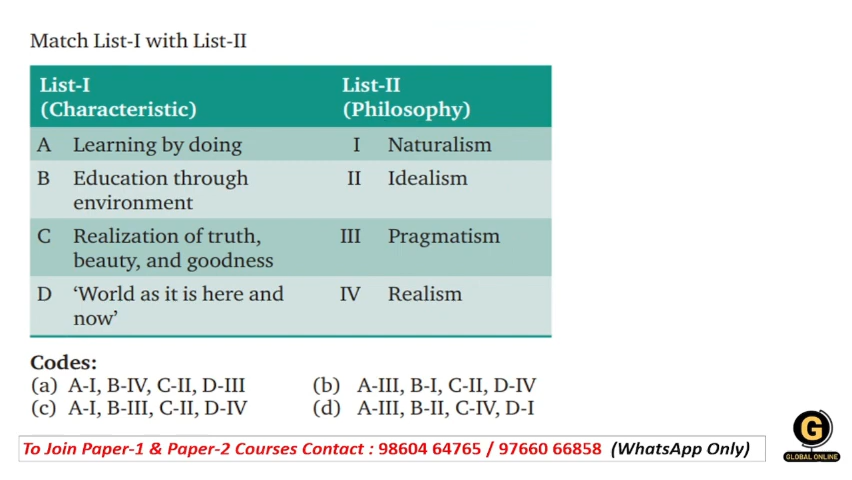 Match List-I with List-II
List-I List-II
(Characteristic) (Philosophy)
A Learning by doing I Naturalism
B Education through II Idealism
environment
C Realization of truth, III Pragmatism
beauty, and goodness
D ‘World as it is here and IV Realism
now’
Codes:
(a) A-I, B-IV, C-II, D-III (b) A-III, B-I, C-II, D-IV
(c) A-I, B-III, C-II, D-IV (d) A-III, B-II, C-IV, D-I
To Join Paper-1 & Paper-2 Courses Contact : 98604 64765 / 97660 66858 (WhatsApp Only)
G
GLOBAL ONLINE